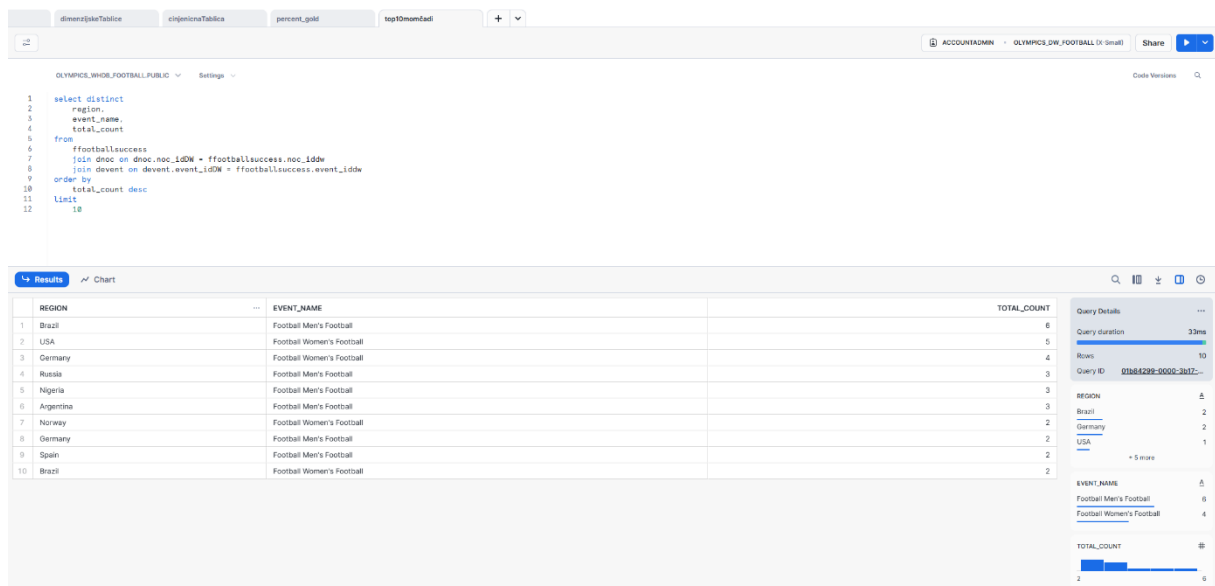 dimenzijskeTablice cinjenicnaTablica percent_gold top10momčadi
ACCOUNTADMIN · OLYMPICS_DW_FOOTBALL (X-Small) Share
OLYMPICS_WHDB_FOOTBALL.PUBLIC Settings Code Versions
1 select distinct
2 region,
3 event_name,
4 total_count
5 from
6 ffootballsuccess
7 join dnoc on dnoc.noc_idDW = ffootballsuccess.noc_iddw
8 join devent on devent.event_idDW = ffootballsuccess.event_iddw
9 order by
10 total_count desc
11 limit
12 10
Results Chart
REGION ... EVENT_NAME TOTAL_COUNT
1 Brazil Football Men's Football 6
2 USA Football Women's Football 5
3 Germany Football Women's Football 4
4 Russia Football Men's Football 3
5 Nigeria Football Men's Football 3
6 Argentina Football Men's Football 3
7 Norway Football Women's Football 2
8 Germany Football Men's Football 2
9 Spain Football Men's Football 2
10 Brazil Football Women's Football 2
Query Details ...
Query duration 33ms
Rows 10
Query ID 01b84299-0000-3b17-...
REGION A
Brazil 2
Germany 2
USA 1
+ 5 more
EVENT_NAME A
Football Men's Football 6
Football Women's Football 4
TOTAL_COUNT #
2 6